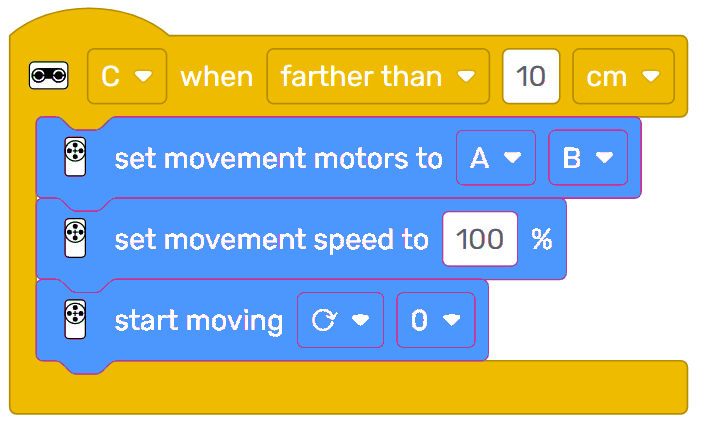 C when farther than 10 cm
set movement motors to A B
set movement speed to 100 %
start moving 0